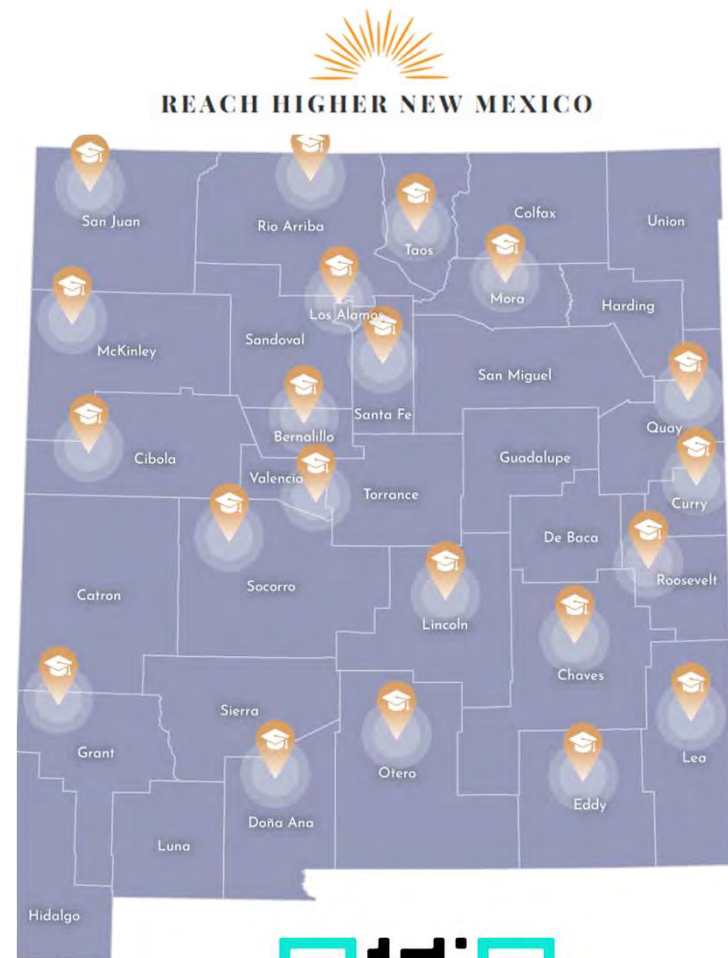 REACH HIGHER NEW MEXICO
San Juan
Rio Arriba
Taos
Colfax
Union
Mora
Harding
Los Alamos
Sandoval
McKinley
San Miguel
Santa Fe
Quay
Bernalillo
Cibola
Guadalupe
Valencia
Torrance
Curry
De Baca
Roosevelt
Socorro
Catron
Lincoln
Chaves
Sierra
Grant
Otero
Lea
Eddy
Doña Ana
Luna
Hidalgo